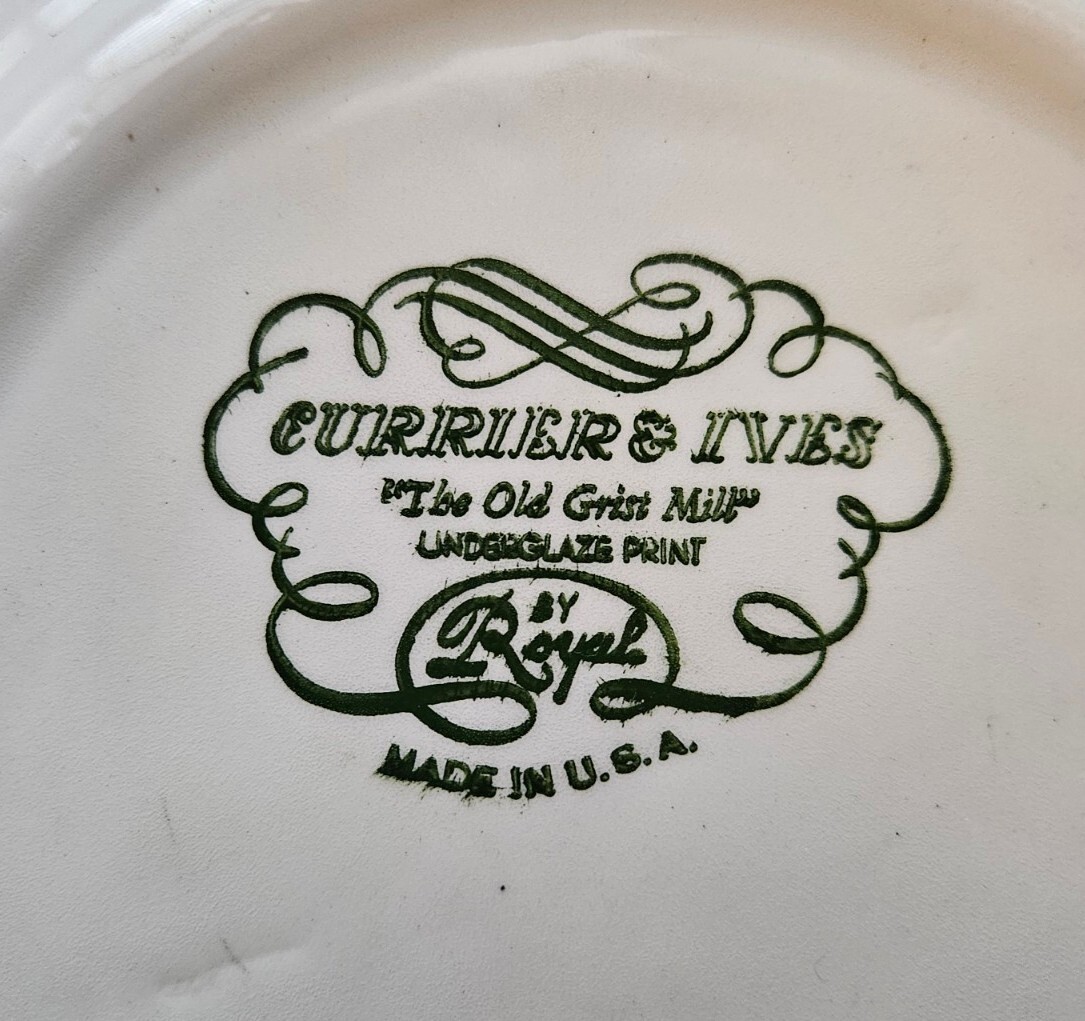 CURRIER & IVES
"The Old Grist Mill"
UNDERGLAZE PRINT
BY
Royal
MADE IN U.S.A.